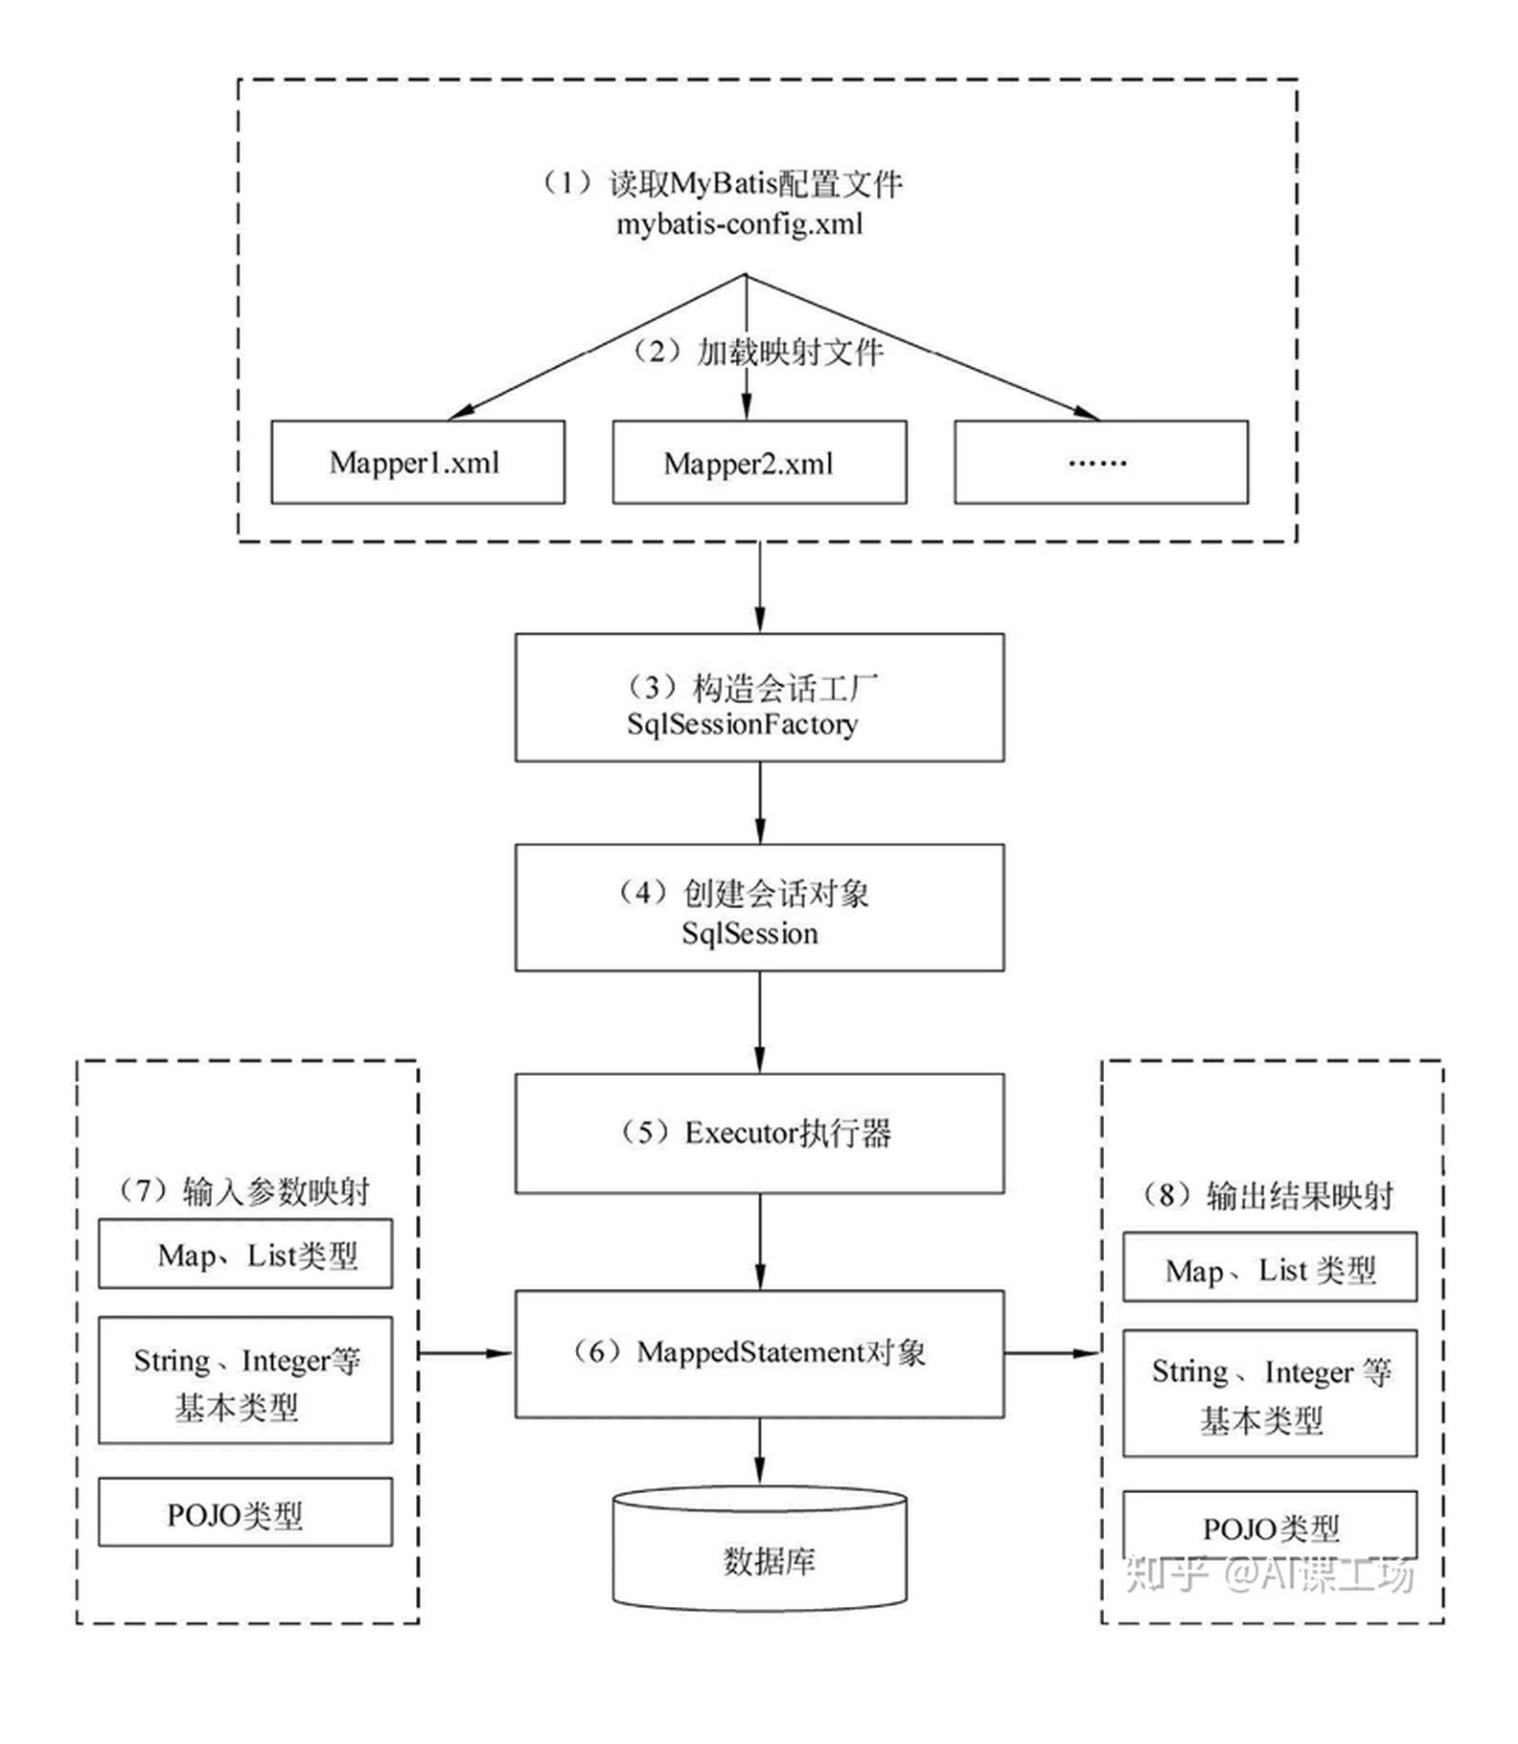 （1）读取MyBatis配置文件
mybatis-config.xml
（2）加载映射文件
Mapper1.xml
Mapper2.xml
……
（3）构造会话工厂
SqlSessionFactory
（4）创建会话对象
SqlSession
（5）Executor执行器
（7）输入参数映射
Map、List类型
String、Integer等
基本类型
POJO类型
（6）MappedStatement对象
数据库
（8）输出结果映射
Map、List 类型
String、Integer 等
基本类型
POJO类型
知乎 @AI课工场